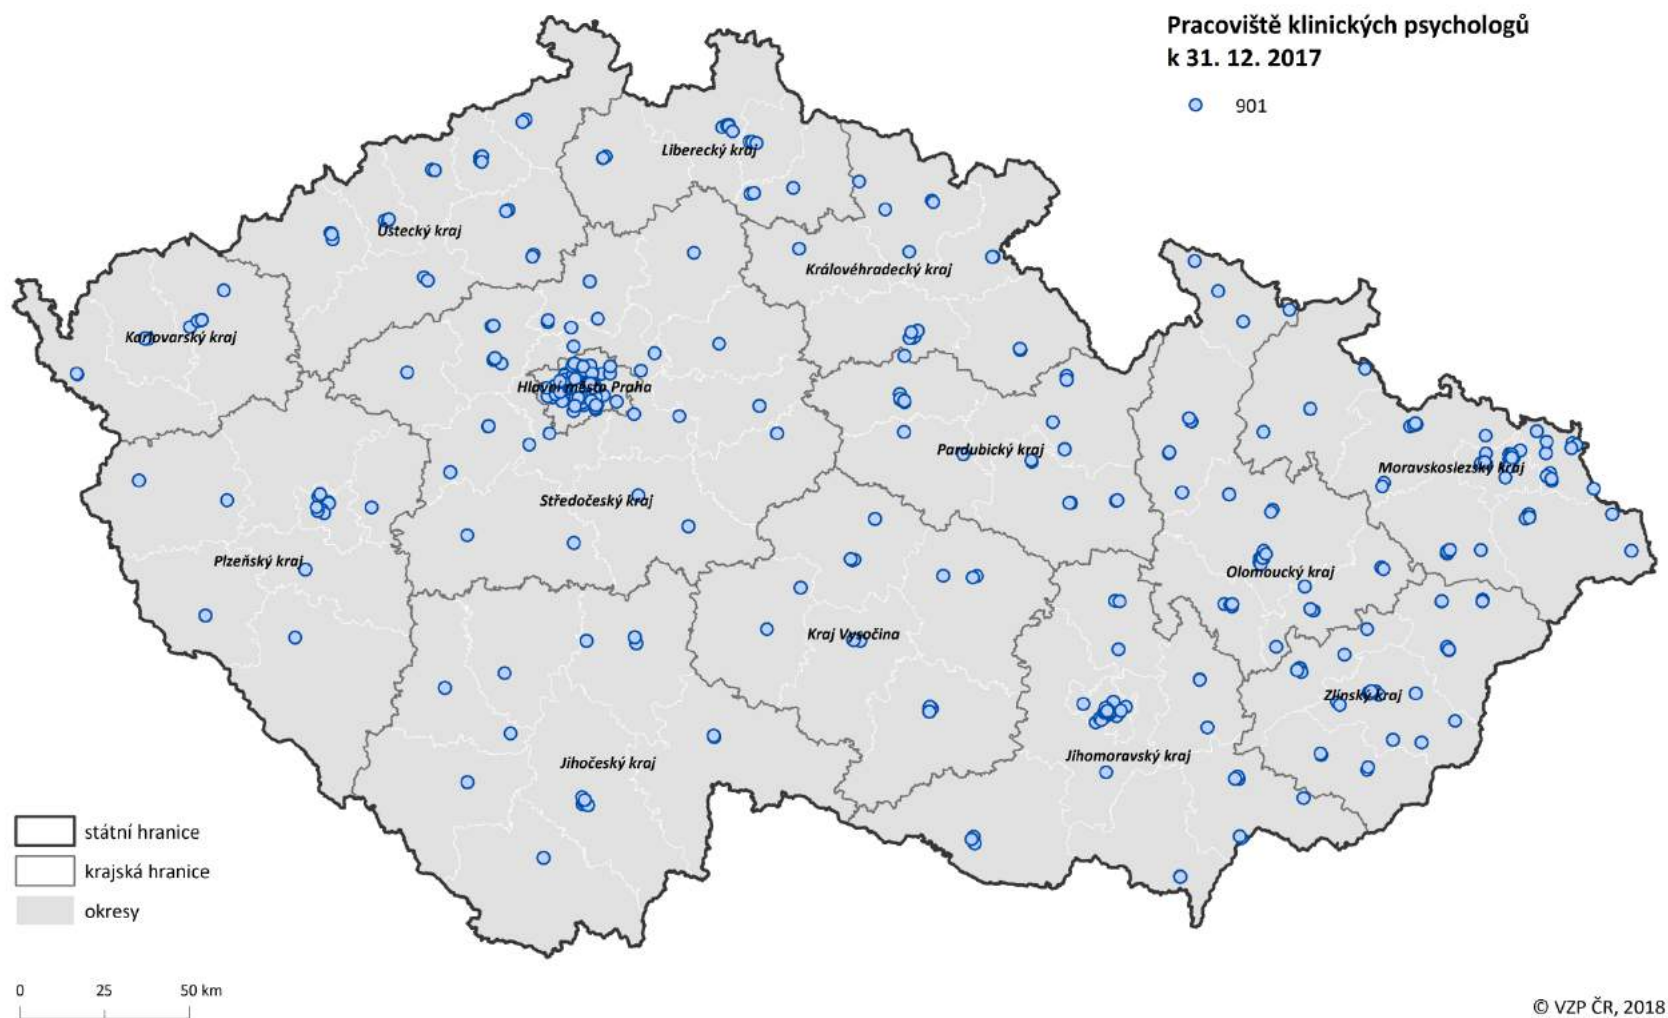 Pracoviště klinických psychologů
k 31. 12. 2017
901
Liberecký kraj
Ústecký kraj
Královéhradecký kraj
Karlovarský kraj
Hlavní město Praha
Pardubický kraj
Moravskoslezský kraj
Středočeský kraj
Plzeňský kraj
Olomoucký kraj
Kraj Vysočina
Zlínský kraj
Jihočeský kraj
Jihomoravský kraj
státní hranice
krajská hranice
okresy
0 25 50 km
© VZP ČR, 2018